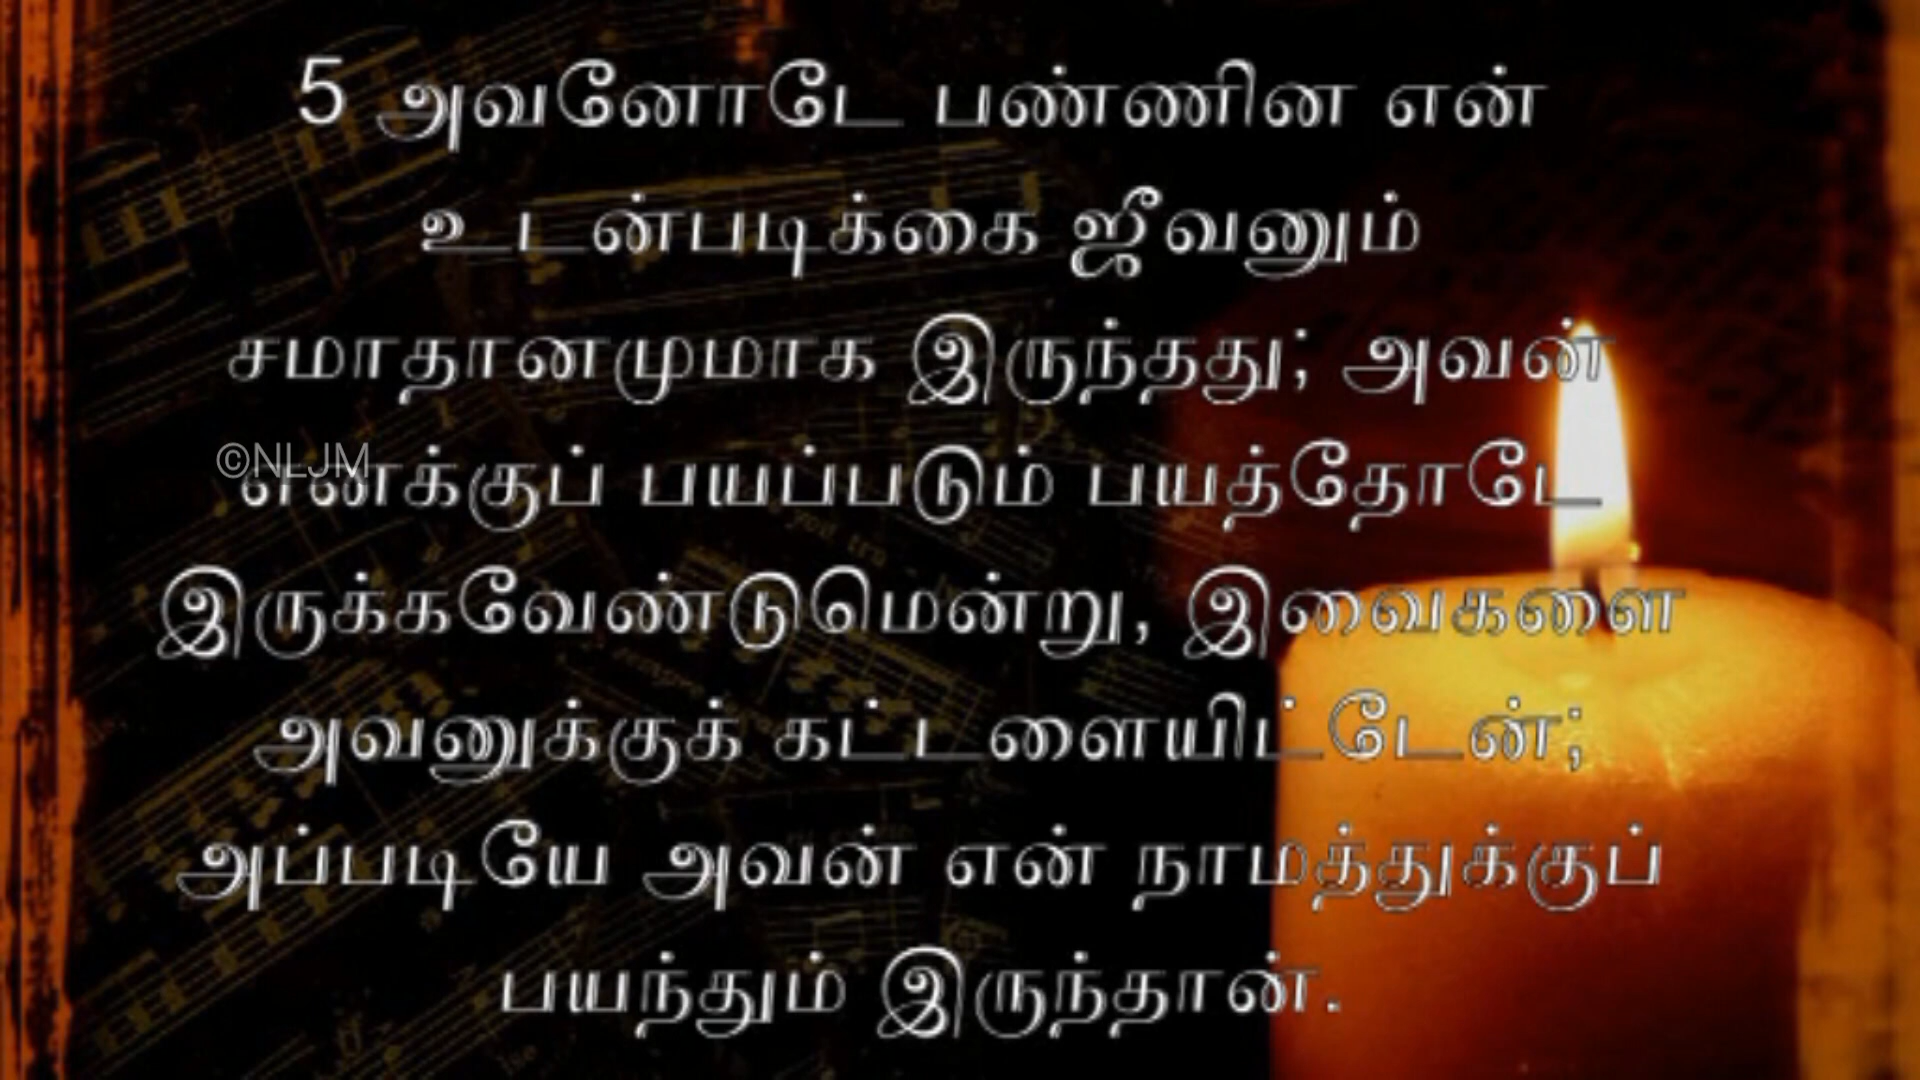 5 அவனோடே பண்ணின என்
உடன்படிக்கை ஜீவனும்
சமாதானமுமாக இருந்தது; அவன்
©NLJM
எனக்குப் பயப்படும் பயத்தோடே
இருக்கவேண்டுமென்று, இவைகளை
அவனுக்குக் கட்டளையிட்டேன்;
அப்படியே அவன் என் நாமத்துக்குப்
பயந்தும் இருந்தான்.